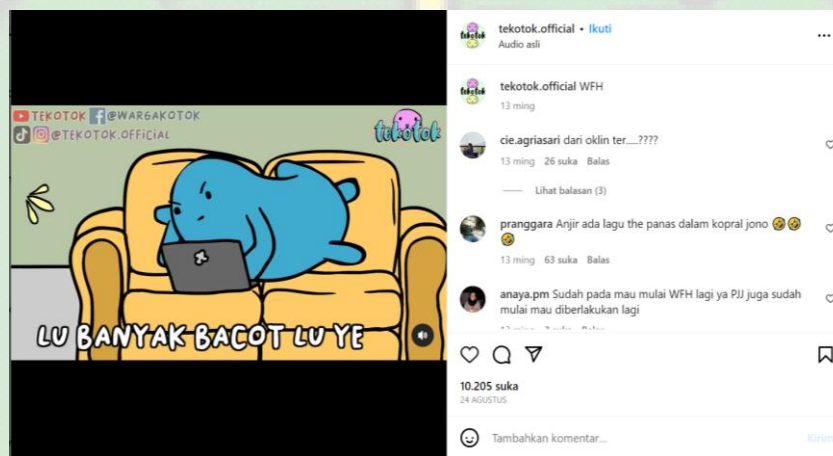 TEKOTOK @WARGAKOTOK
@TEKOTOK.OFFICIAL
tekotok
LU BANYAK BACOT LU YE
tekotok
tekotok.official • Ikuti
Audio asli
tekotok
tekotok.official WFH
13 ming
cie.agriasari dari oklin ter.....????
13 ming 26 suka Balas
Lihat balasan (3)
pranggara Anjir ada lagu the panas dalam kopral jono 🤣🤣
🤣
13 ming 63 suka Balas
anaya.pm Sudah pada mau mulai WFH lagi ya PJJ juga sudah
mulai mau diberlakukan lagi
10.205 suka
24 AGUSTUS
Tambahkan komentar...
Kirim